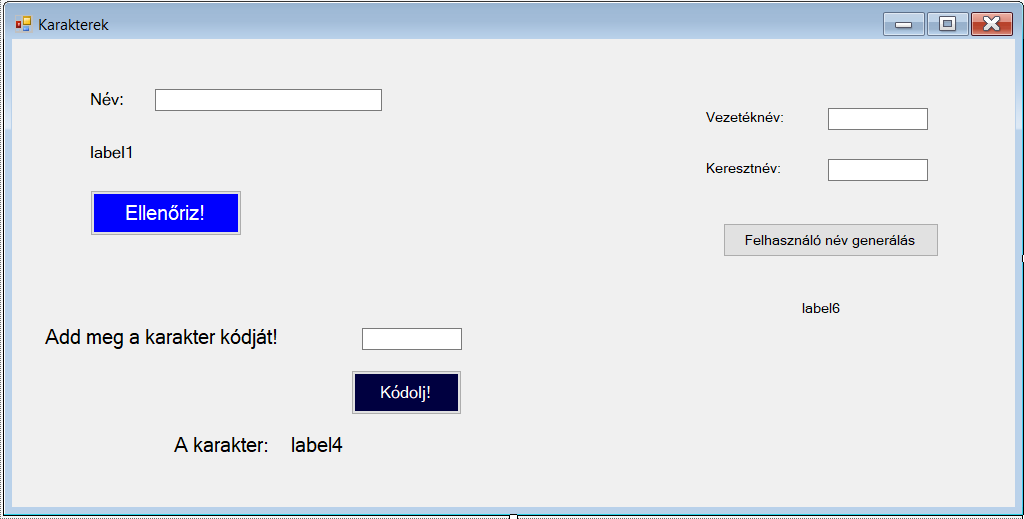 Karakterek
Név:
label1
Ellenőriz!
Vezetéknév:
Keresztnév:
Felhasználó név generálás
label6
Add meg a karakter kódját!
Kódolj!
A karakter: label4